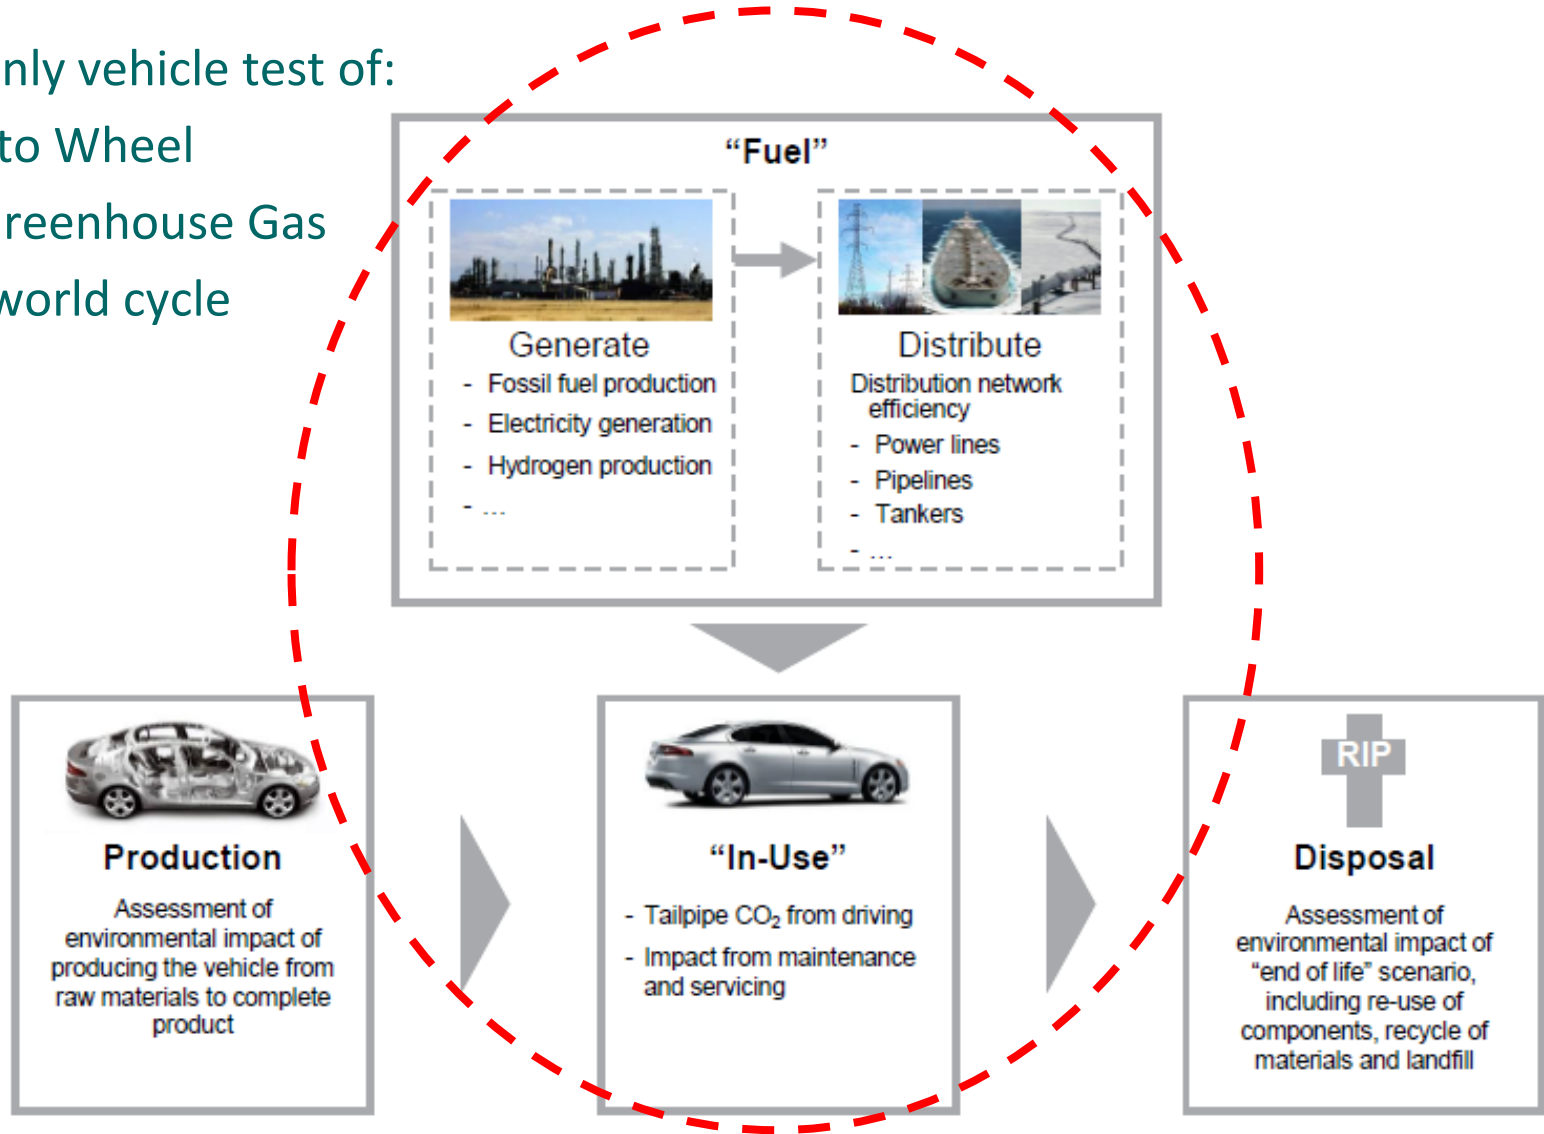 nly vehicle test of:
to Wheel
reenhouse Gas
world cycle
“Fuel”
Generate
- Fossil fuel production
- Electricity generation
- Hydrogen production
- ...
Distribute
Distribution network
efficiency
- Power lines
- Pipelines
- Tankers
- ...
Production
Assessment of
environmental impact of
producing the vehicle from
raw materials to complete
product
“In-Use”
- Tailpipe CO₂ from driving
- Impact from maintenance
and servicing
RIP
Disposal
Assessment of
environmental impact of
“end of life” scenario,
including re-use of
components, recycle of
materials and landfill